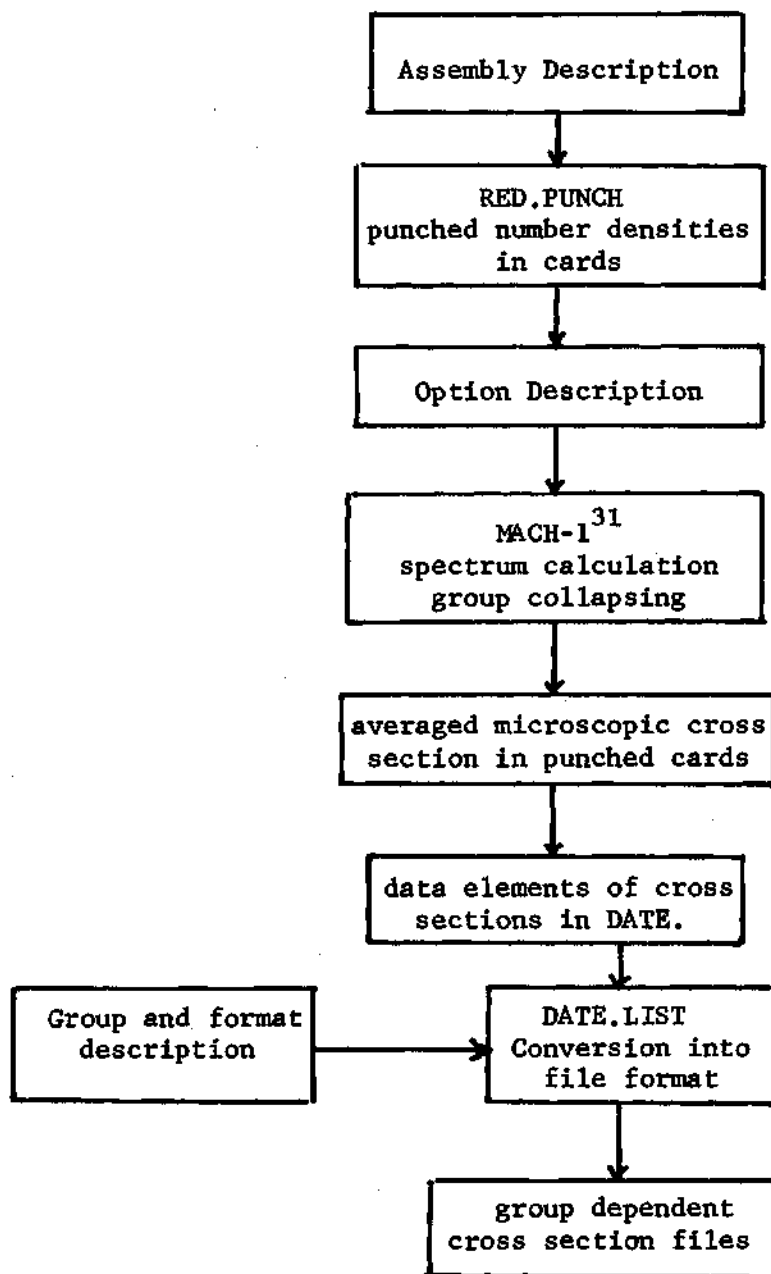 Assembly Description
RED.PUNCH
punched number densities
in cards
Option Description
MACH-1³¹
spectrum calculation
group collapsing
averaged microscopic cross
section in punched cards
data elements of cross
sections in DATE.
Group and format
description
DATE.LIST
Conversion into
file format
group dependent
cross section files